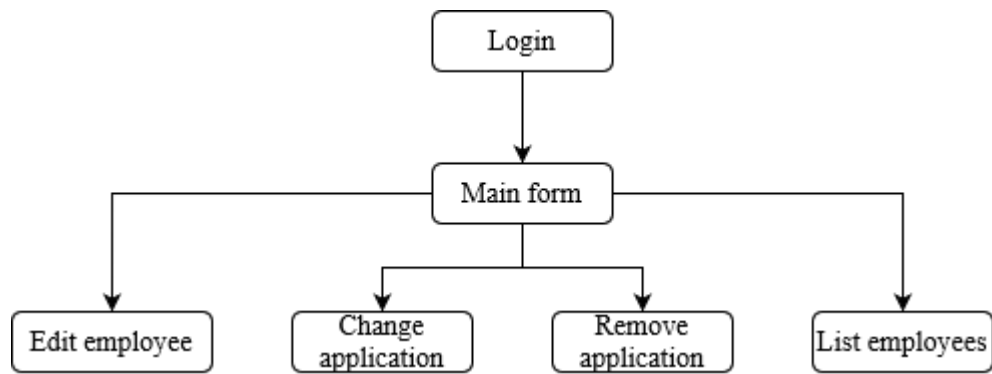 Login
Main form
Edit employee
Change
application
Remove
application
List employees